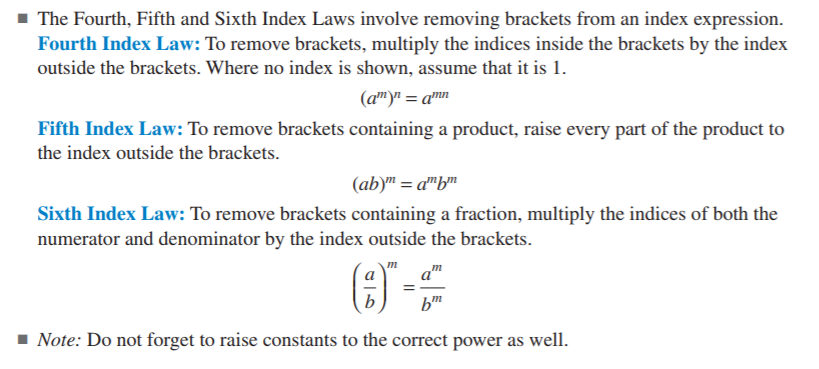 ■ The Fourth, Fifth and Sixth Index Laws involve removing brackets from an index expression.
Fourth Index Law: To remove brackets, multiply the indices inside the brackets by the index
outside the brackets. Where no index is shown, assume that it is 1.
(aᵐ)ⁿ = aᵐⁿ
Fifth Index Law: To remove brackets containing a product, raise every part of the product to
the index outside the brackets.
(ab)ᵐ = aᵐbᵐ
Sixth Index Law: To remove brackets containing a fraction, multiply the indices of both the
numerator and denominator by the index outside the brackets.
(a/b)ᵐ = aᵐ/bᵐ
■ Note: Do not forget to raise constants to the correct power as well.